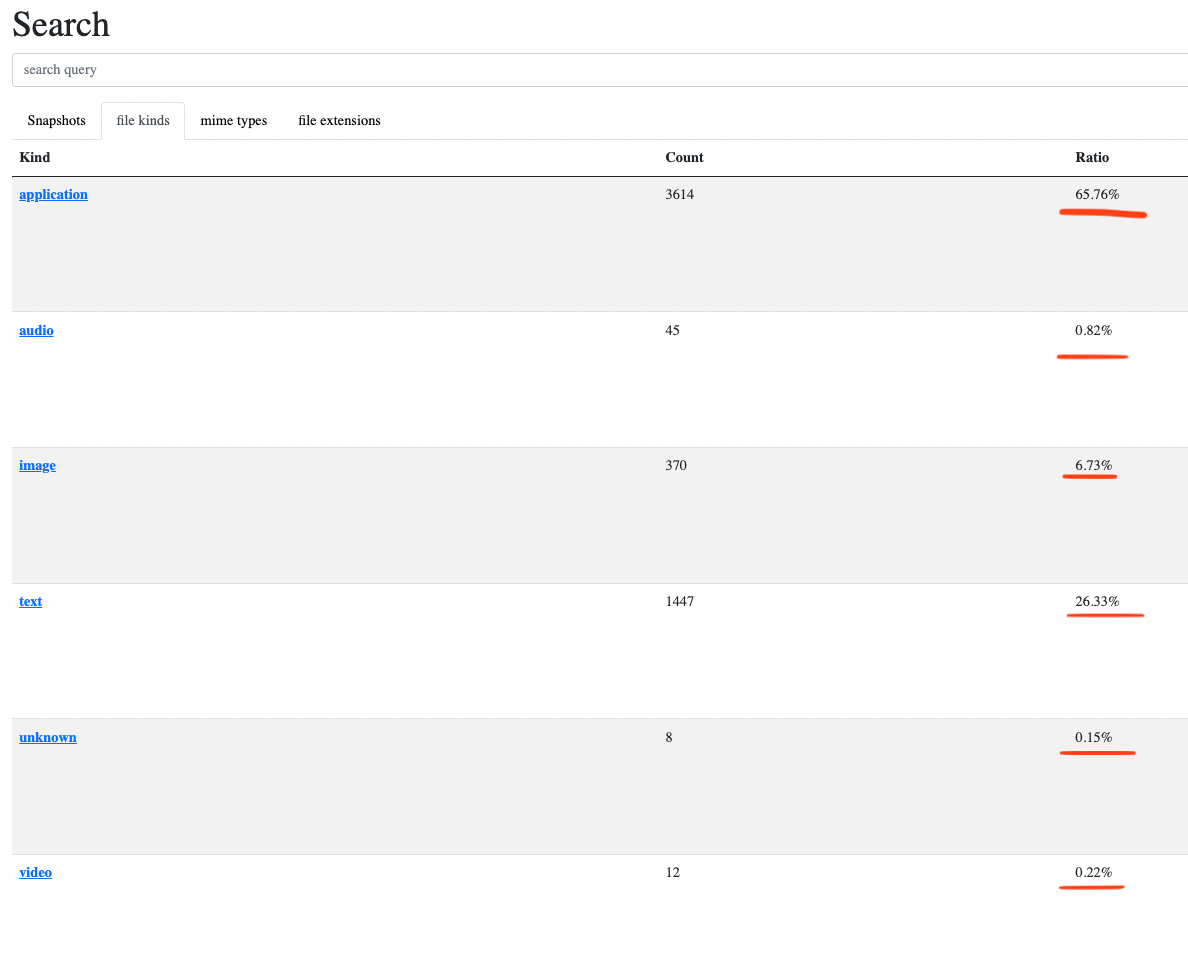 Search
search query
Snapshots file kinds mime types file extensions
Kind Count Ratio
application 3614 65.76%
audio 45 0.82%
image 370 6.73%
text 1447 26.33%
unknown 8 0.15%
video 12 0.22%